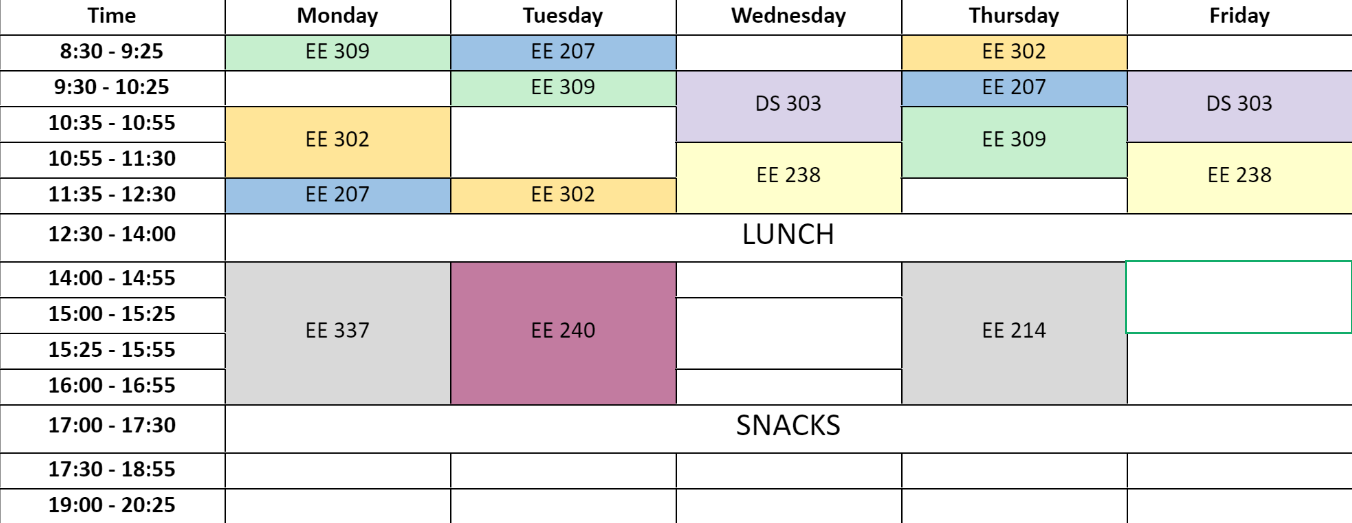 Time Monday Tuesday Wednesday Thursday Friday
8:30 - 9:25 EE 309 EE 207 EE 302
9:30 - 10:25 EE 309 DS 303 EE 207 DS 303
10:35 - 10:55 EE 302 EE 309
10:55 - 11:30 EE 238 EE 238
11:35 - 12:30 EE 207 EE 302
12:30 - 14:00 LUNCH
14:00 - 14:55
15:00 - 15:25 EE 337 EE 240 EE 214
15:25 - 15:55
16:00 - 16:55
17:00 - 17:30 SNACKS
17:30 - 18:55
19:00 - 20:25